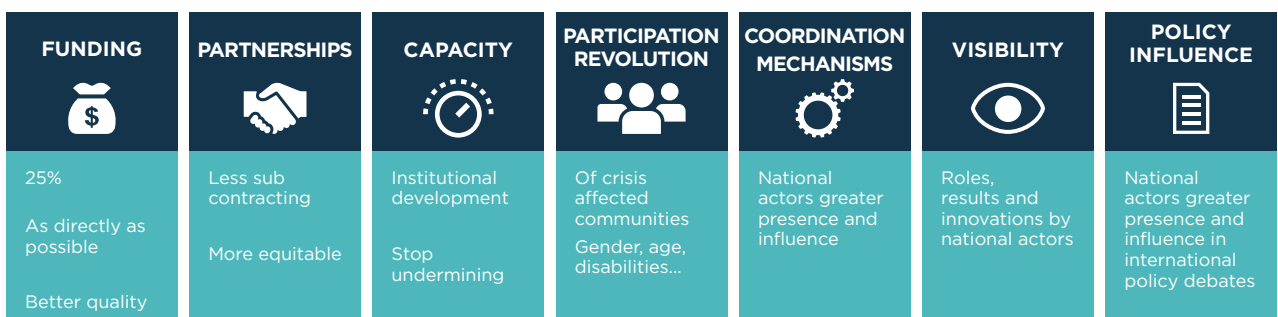 FUNDING
$
25%
As directly as
possible
Better quality
PARTNERSHIPS
Less sub
contracting
More equitable
CAPACITY
Institutional
development
Stop
undermining
PARTICIPATION
REVOLUTION
Of crisis
affected
communities
Gender, age,
disabilities...
COORDINATION
MECHANISMS
National
actors greater
presence and
influence
VISIBILITY
Roles,
results and
innovations by
national actors
POLICY
INFLUENCE
National
actors greater
presence and
influence in
international
policy debates